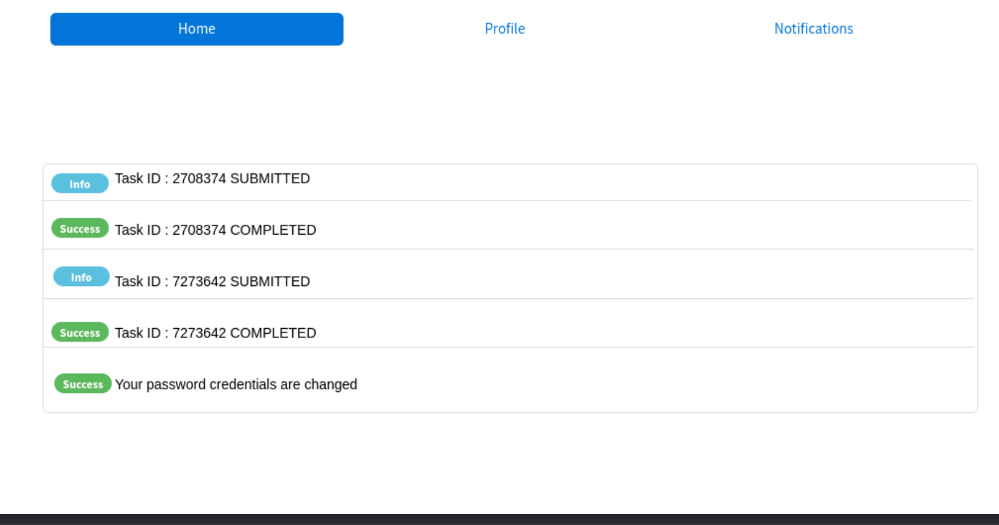 Home Profile Notifications
Info Task ID : 2708374 SUBMITTED
Success Task ID : 2708374 COMPLETED
Info Task ID : 7273642 SUBMITTED
Success Task ID : 7273642 COMPLETED
Success Your password credentials are changed